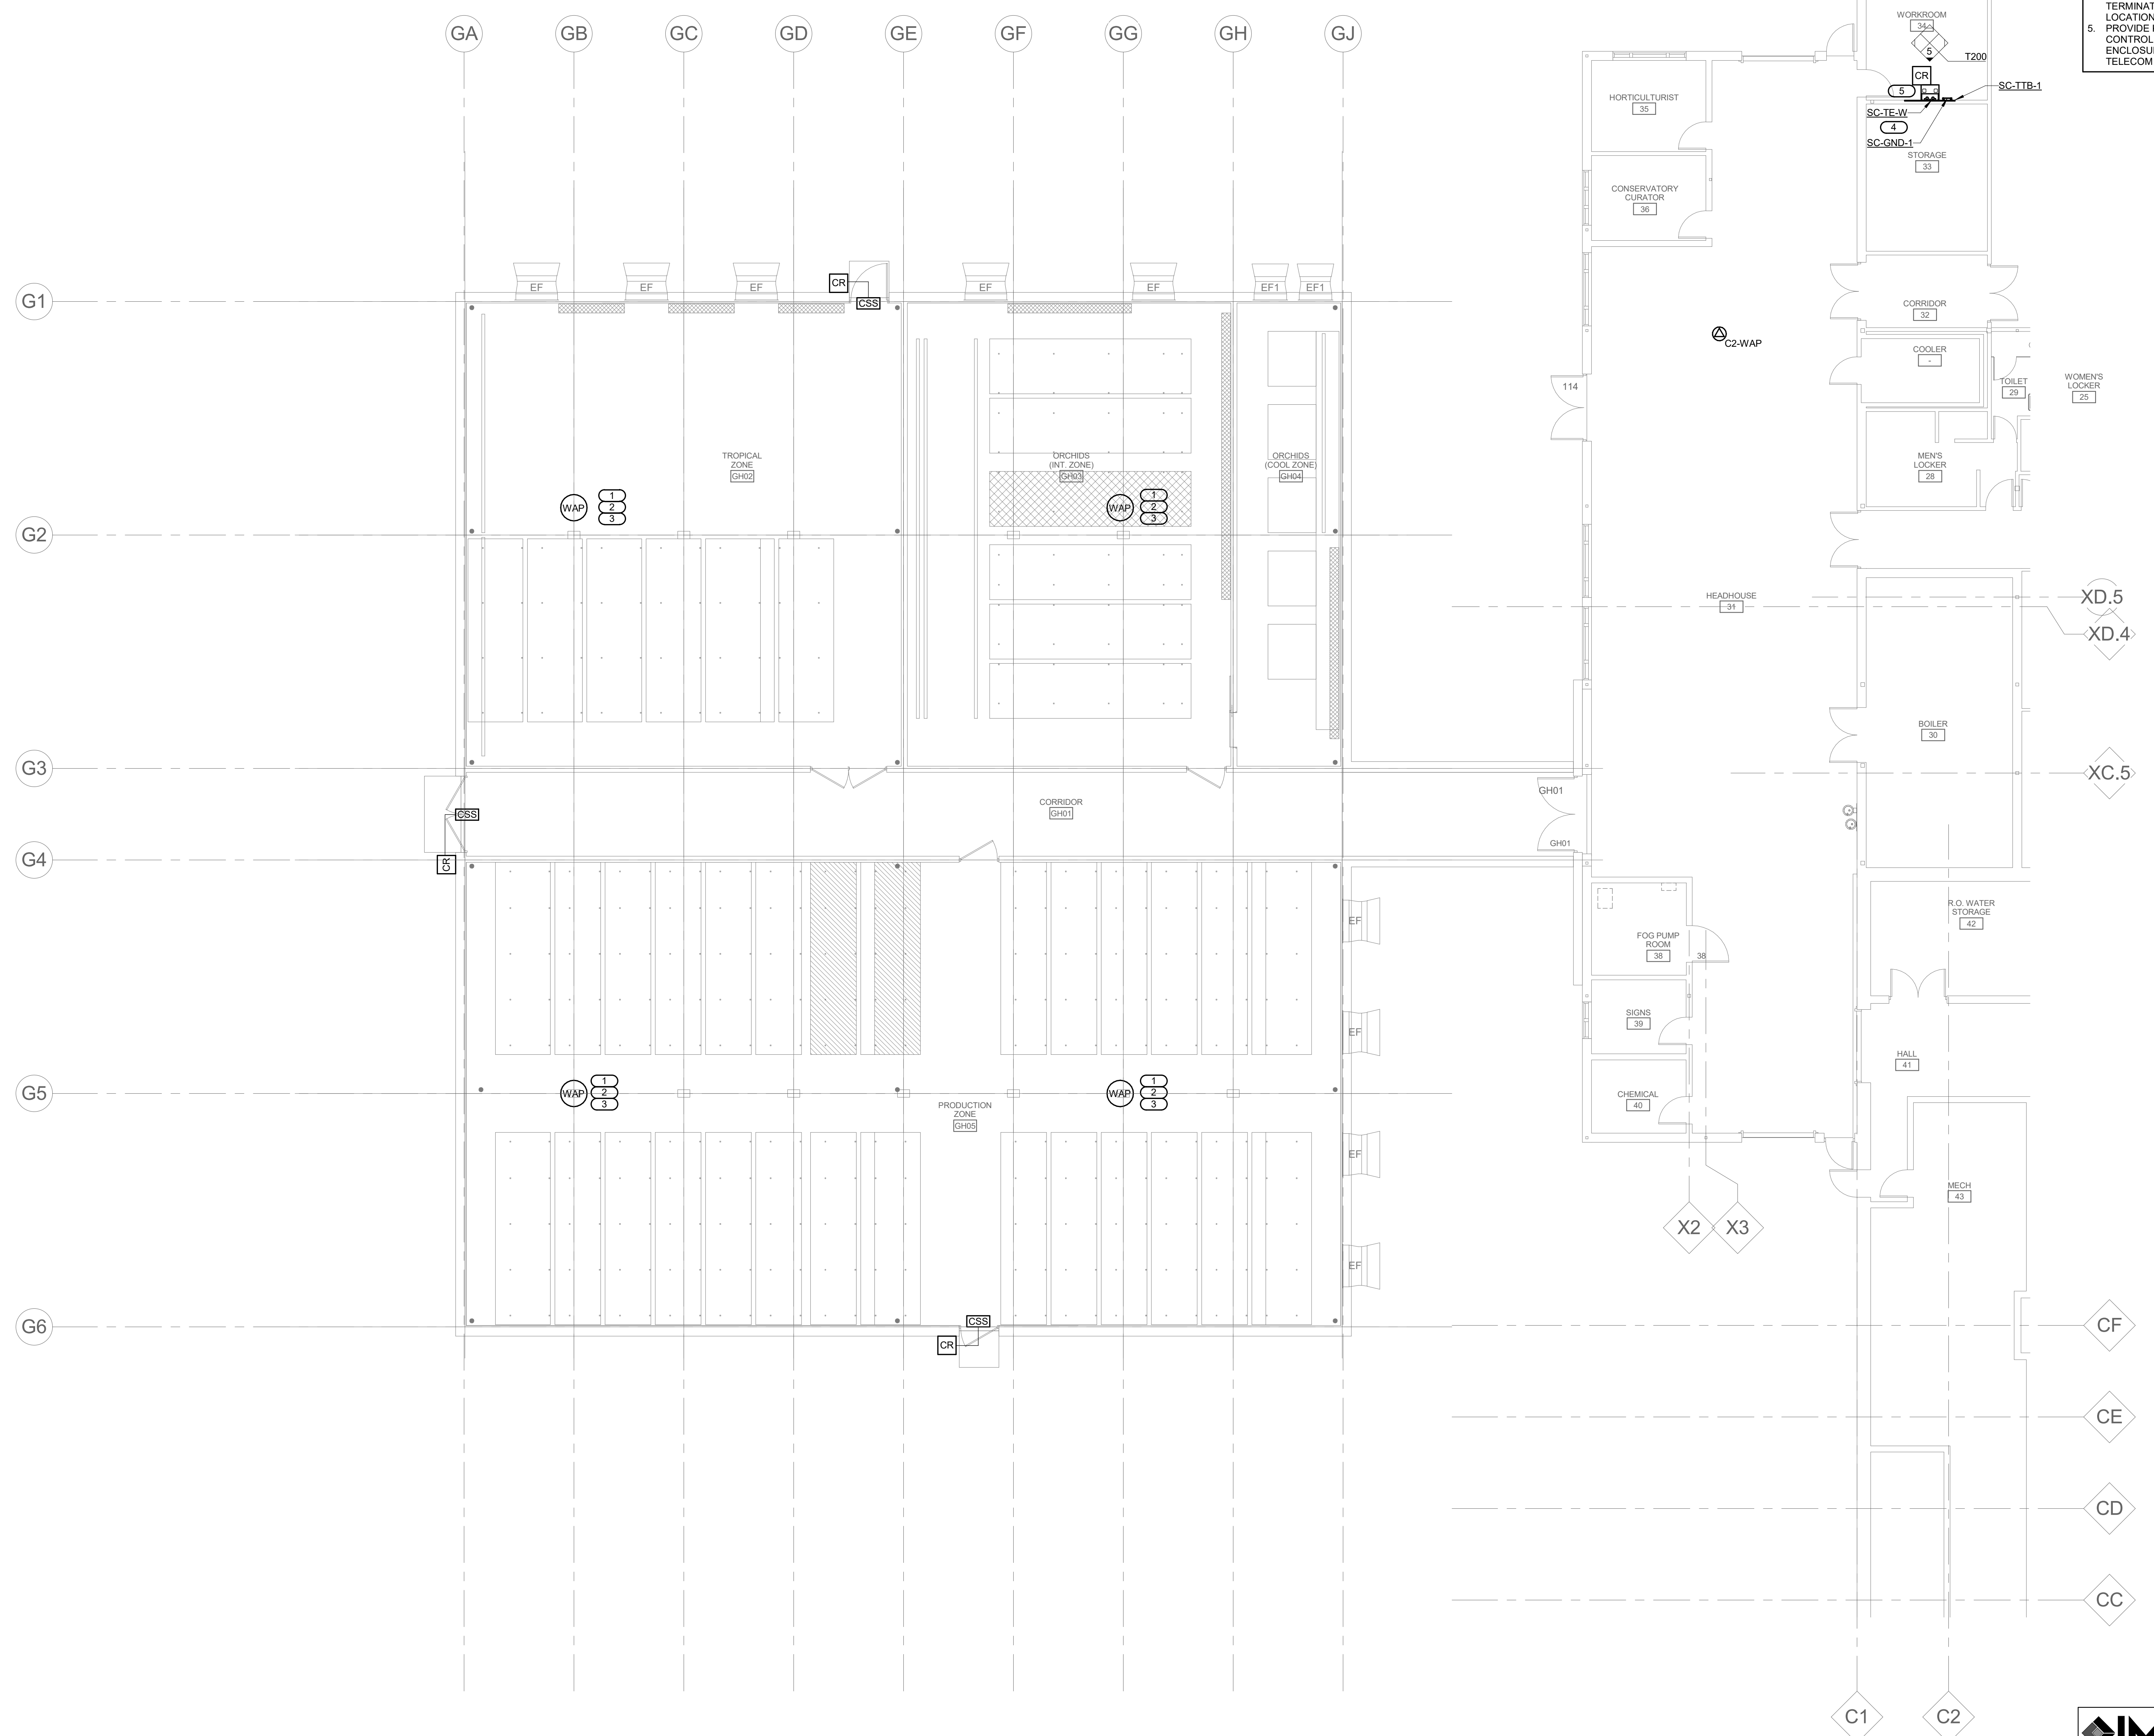 GA
GB
GC
GD
GE
GF
GG
GH
GJ
WORKROOM
34
5
T200
CR
5
SC-TTB-1
SC-TE-W
4
SC-GND-1
LOCATION
5.
PROVIDE
CONTROL
TELECOM
HORTICULTURIST
35
STORAGE
33
CONSERVATORY
CURATOR
36
G1
EF
EF
EF
CR
CSS
EF
EF
EF1
EF1
CORRIDOR
32
C2-WAP
COOLER
-
114
TOILET
29
WOMEN'S
LOCKER
25
TROPICAL
ZONE
GH02
ORCHIDS
(INT. ZONE)
GH03
ORCHIDS
(COOL ZONE)
GH04
MEN'S
LOCKER
28
WAP
1
2
3
WAP
1
2
3
G2
HEADHOUSE
31
XD.5
XD.4
BOILER
30
G3
XC.5
CSS
CORRIDOR
GH01
GH01
GH01
G4
CR
EF
FOG PUMP
ROOM
38
38
R.O. WATER
STORAGE
42
EF
SIGNS
39
HALL
41
G5
WAP
1
2
3
WAP
1
2
3
PRODUCTION
ZONE
GH05
CHEMICAL
40
EF
MECH
43
X2
X3
EF
G6
CSS
CR
CF
CE
CD
CC
C1
C2